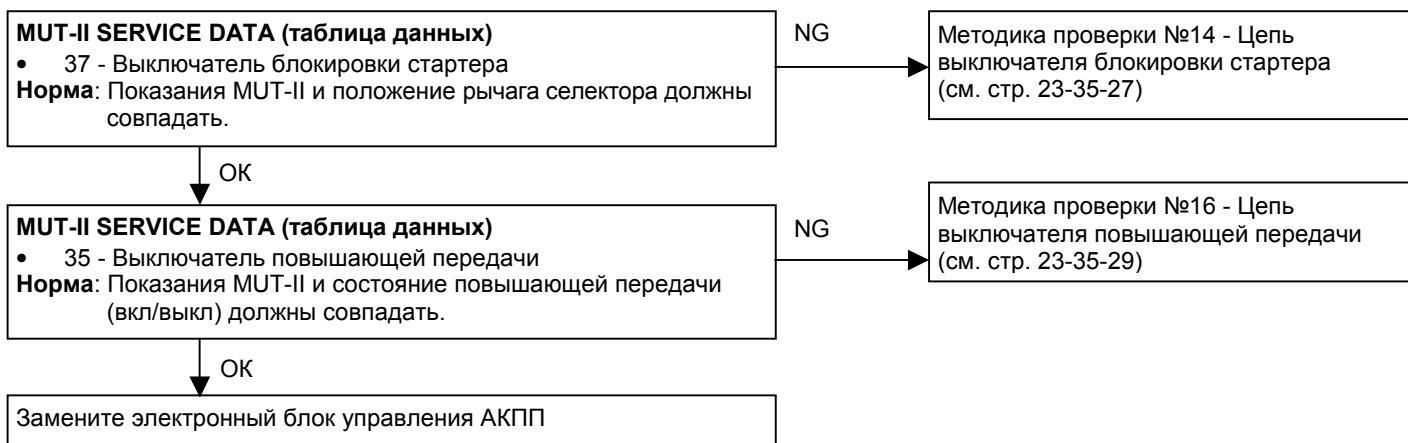 MUT-II SERVICE DATA (таблица данных)
• 37 - Выключатель блокировки стартера
Норма: Показания MUT-II и положение рычага селектора должны
совпадать.
NG
Методика проверки №14 - Цепь
выключателя блокировки стартера
(см. стр. 23-35-27)
OK
MUT-II SERVICE DATA (таблица данных)
• 35 - Выключатель повышающей передачи
Норма: Показания MUT-II и состояние повышающей передачи
(вкл/выкл) должны совпадать.
NG
Методика проверки №16 - Цепь
выключателя повышающей передачи
(см. стр. 23-35-29)
OK
Замените электронный блок управления АКПП